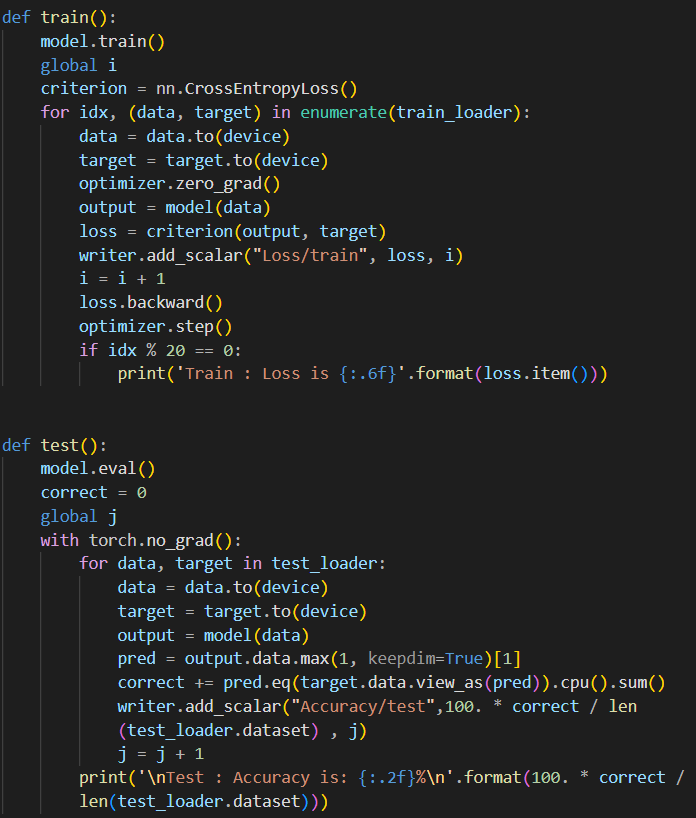 def train():
    model.train()
    global i
    criterion = nn.CrossEntropyLoss()
    for idx, (data, target) in enumerate(train_loader):
        data = data.to(device)
        target = target.to(device)
        optimizer.zero_grad()
        output = model(data)
        loss = criterion(output, target)
        writer.add_scalar("Loss/train", loss, i)
        i = i + 1
        loss.backward()
        optimizer.step()
        if idx % 20 == 0:
            print('Train : Loss is {:.6f}'.format(loss.item()))
def test():
    model.eval()
    correct = 0
    global j
    with torch.no_grad():
        for data, target in test_loader:
            data = data.to(device)
            target = target.to(device)
            output = model(data)
            pred = output.data.max(1, keepdim=True)[1]
            correct += pred.eq(target.data.view_as(pred)).cpu().sum()
            writer.add_scalar("Accuracy/test",100. * correct / len
            (test_loader.dataset) , j)
            j = j + 1
        print('\nTest : Accuracy is: {:.2f}%\n'.format(100. * correct /
        len(test_loader.dataset)))